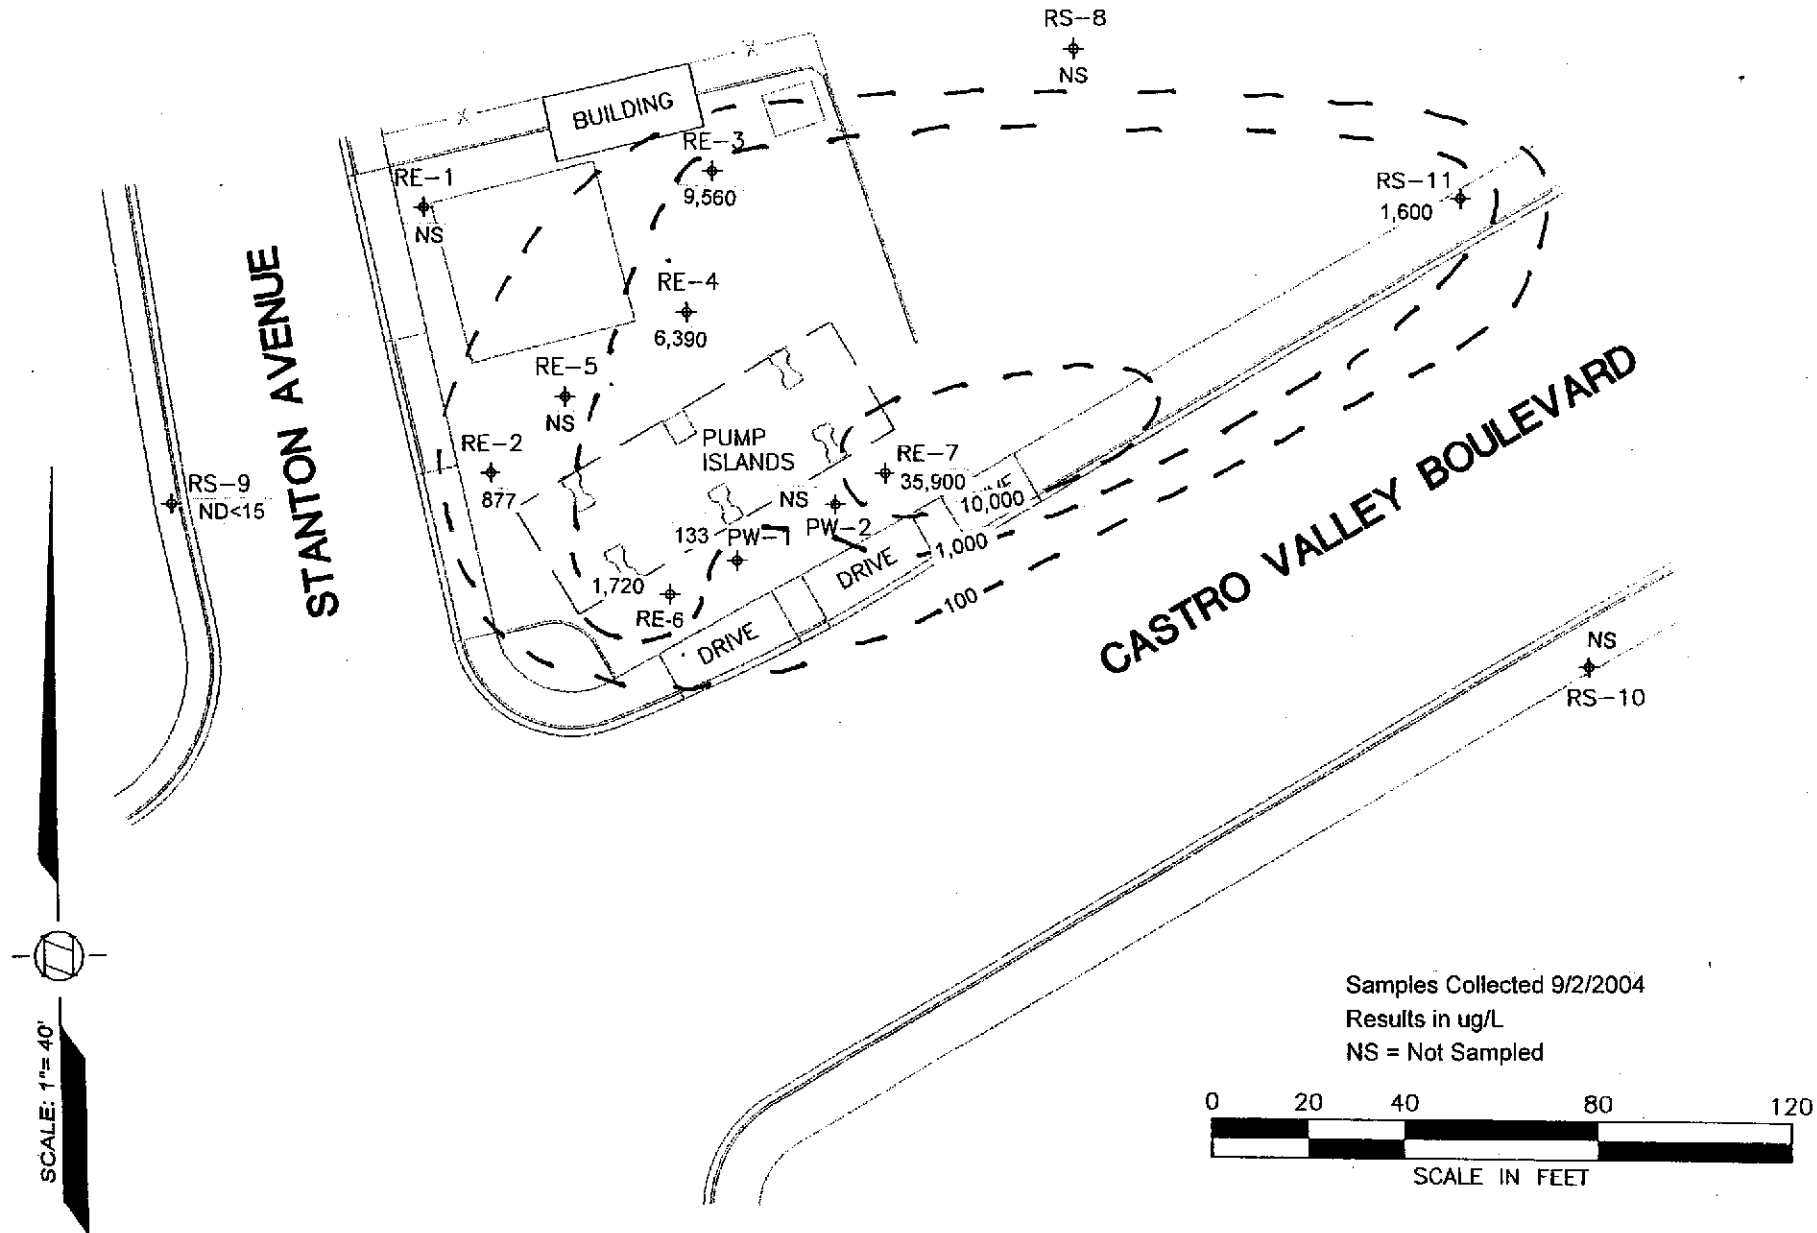 RS-8
NS
BUILDING
RE-3
9,560
RE-1
NS
RS-11
1,600
STANTON AVENUE
RE-4
6,390
RE-5
NS
PUMP
ISLANDS
RE-2
877
RE-7
35,900
RS-9
ND<15
NS
10,000
133
PW-1
PW-2
1,000
DRIVE
1,720
RE-6
100
DRIVE
CASTRO VALLEY BOULEVARD
NS
RS-10
SCALE: 1"= 40'
Samples Collected 9/2/2004
Results in ug/L
NS = Not Sampled
0 20 40 80 120
SCALE IN FEET